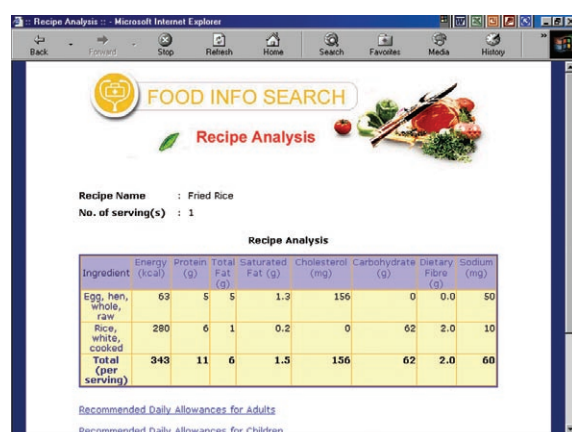 :: Recipe Analysis :: - Microsoft Internet Explorer
Back Forward Stop Refresh Home Search Favorites Media History »
FOOD INFO SEARCH
Recipe Analysis
Recipe Name : Fried Rice
No. of serving(s) : 1
Recipe Analysis
Ingredient Energy (kcal) Protein (g) Total Fat (g) Saturated Fat (g) Cholesterol (mg) Carbohydrate (g) Dietary Fibre (g) Sodium (mg)
Egg, hen, whole, raw 63 5 5 1.3 156 0 0.0 50
Rice, white, cooked 280 6 1 0.2 0 62 2.0 10
Total (per serving) 343 11 6 1.5 156 62 2.0 60
Recommended Daily Allowances for Adults
Recommended Daily Allowances for Children